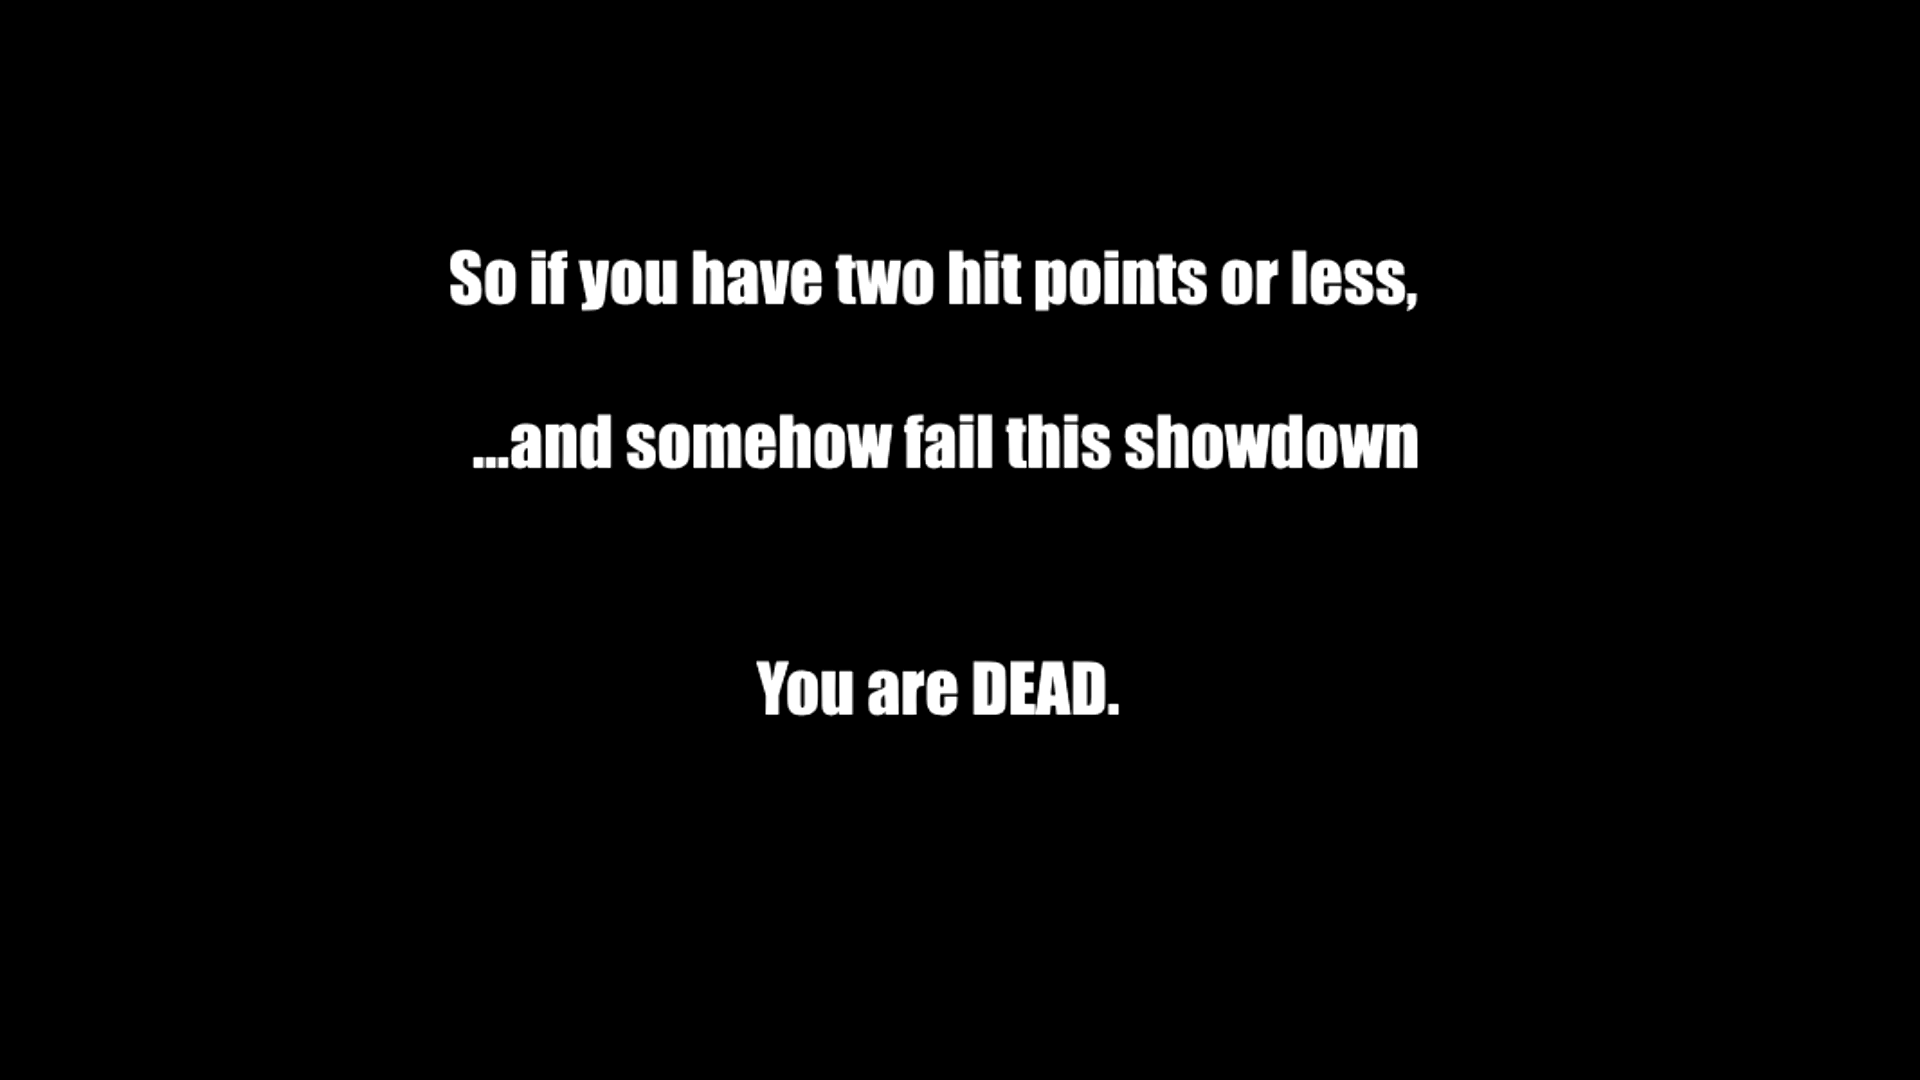 So if you have two hit points or less,
...and somehow fail this showdown
You are DEAD.